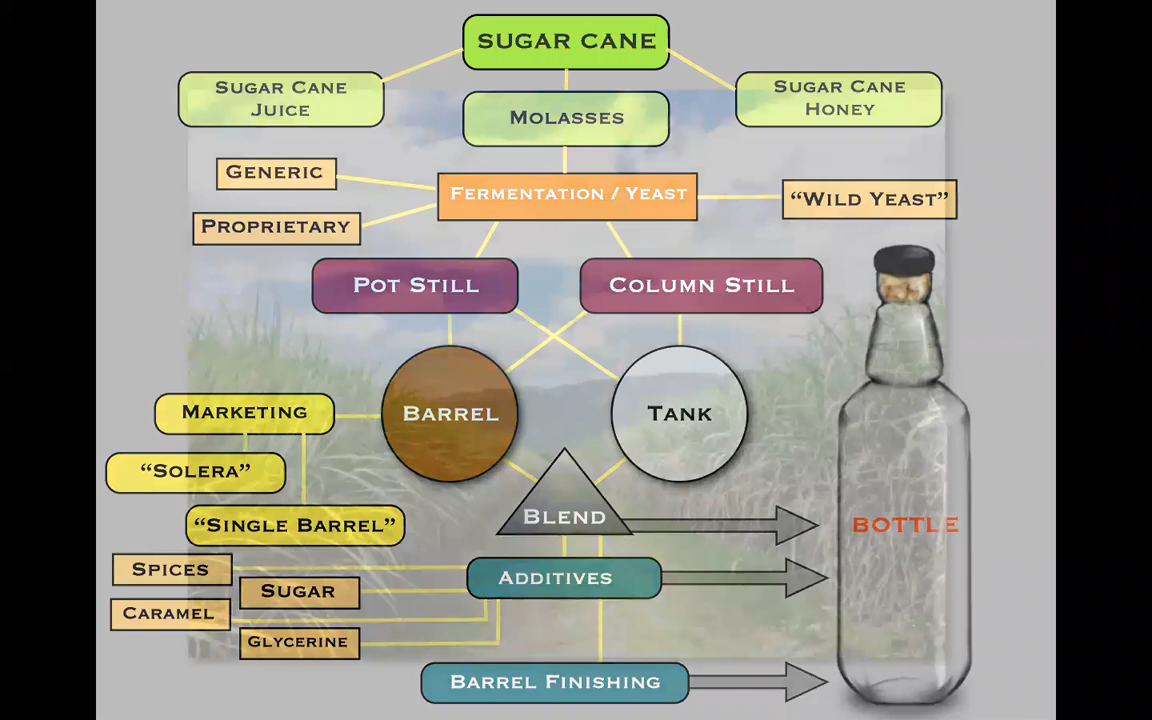 SUGAR CANE
SUGAR CANE
JUICE
MOLASSES
SUGAR CANE
HONEY
GENERIC
PROPRIETARY
FERMENTATION / YEAST
“WILD YEAST”
POT STILL
COLUMN STILL
BARREL
TANK
MARKETING
“SOLERA”
“SINGLE BARREL”
BLEND
BOTTLE
SPICES
SUGAR
CARAMEL
GLYCERINE
ADDITIVES
BARREL FINISHING